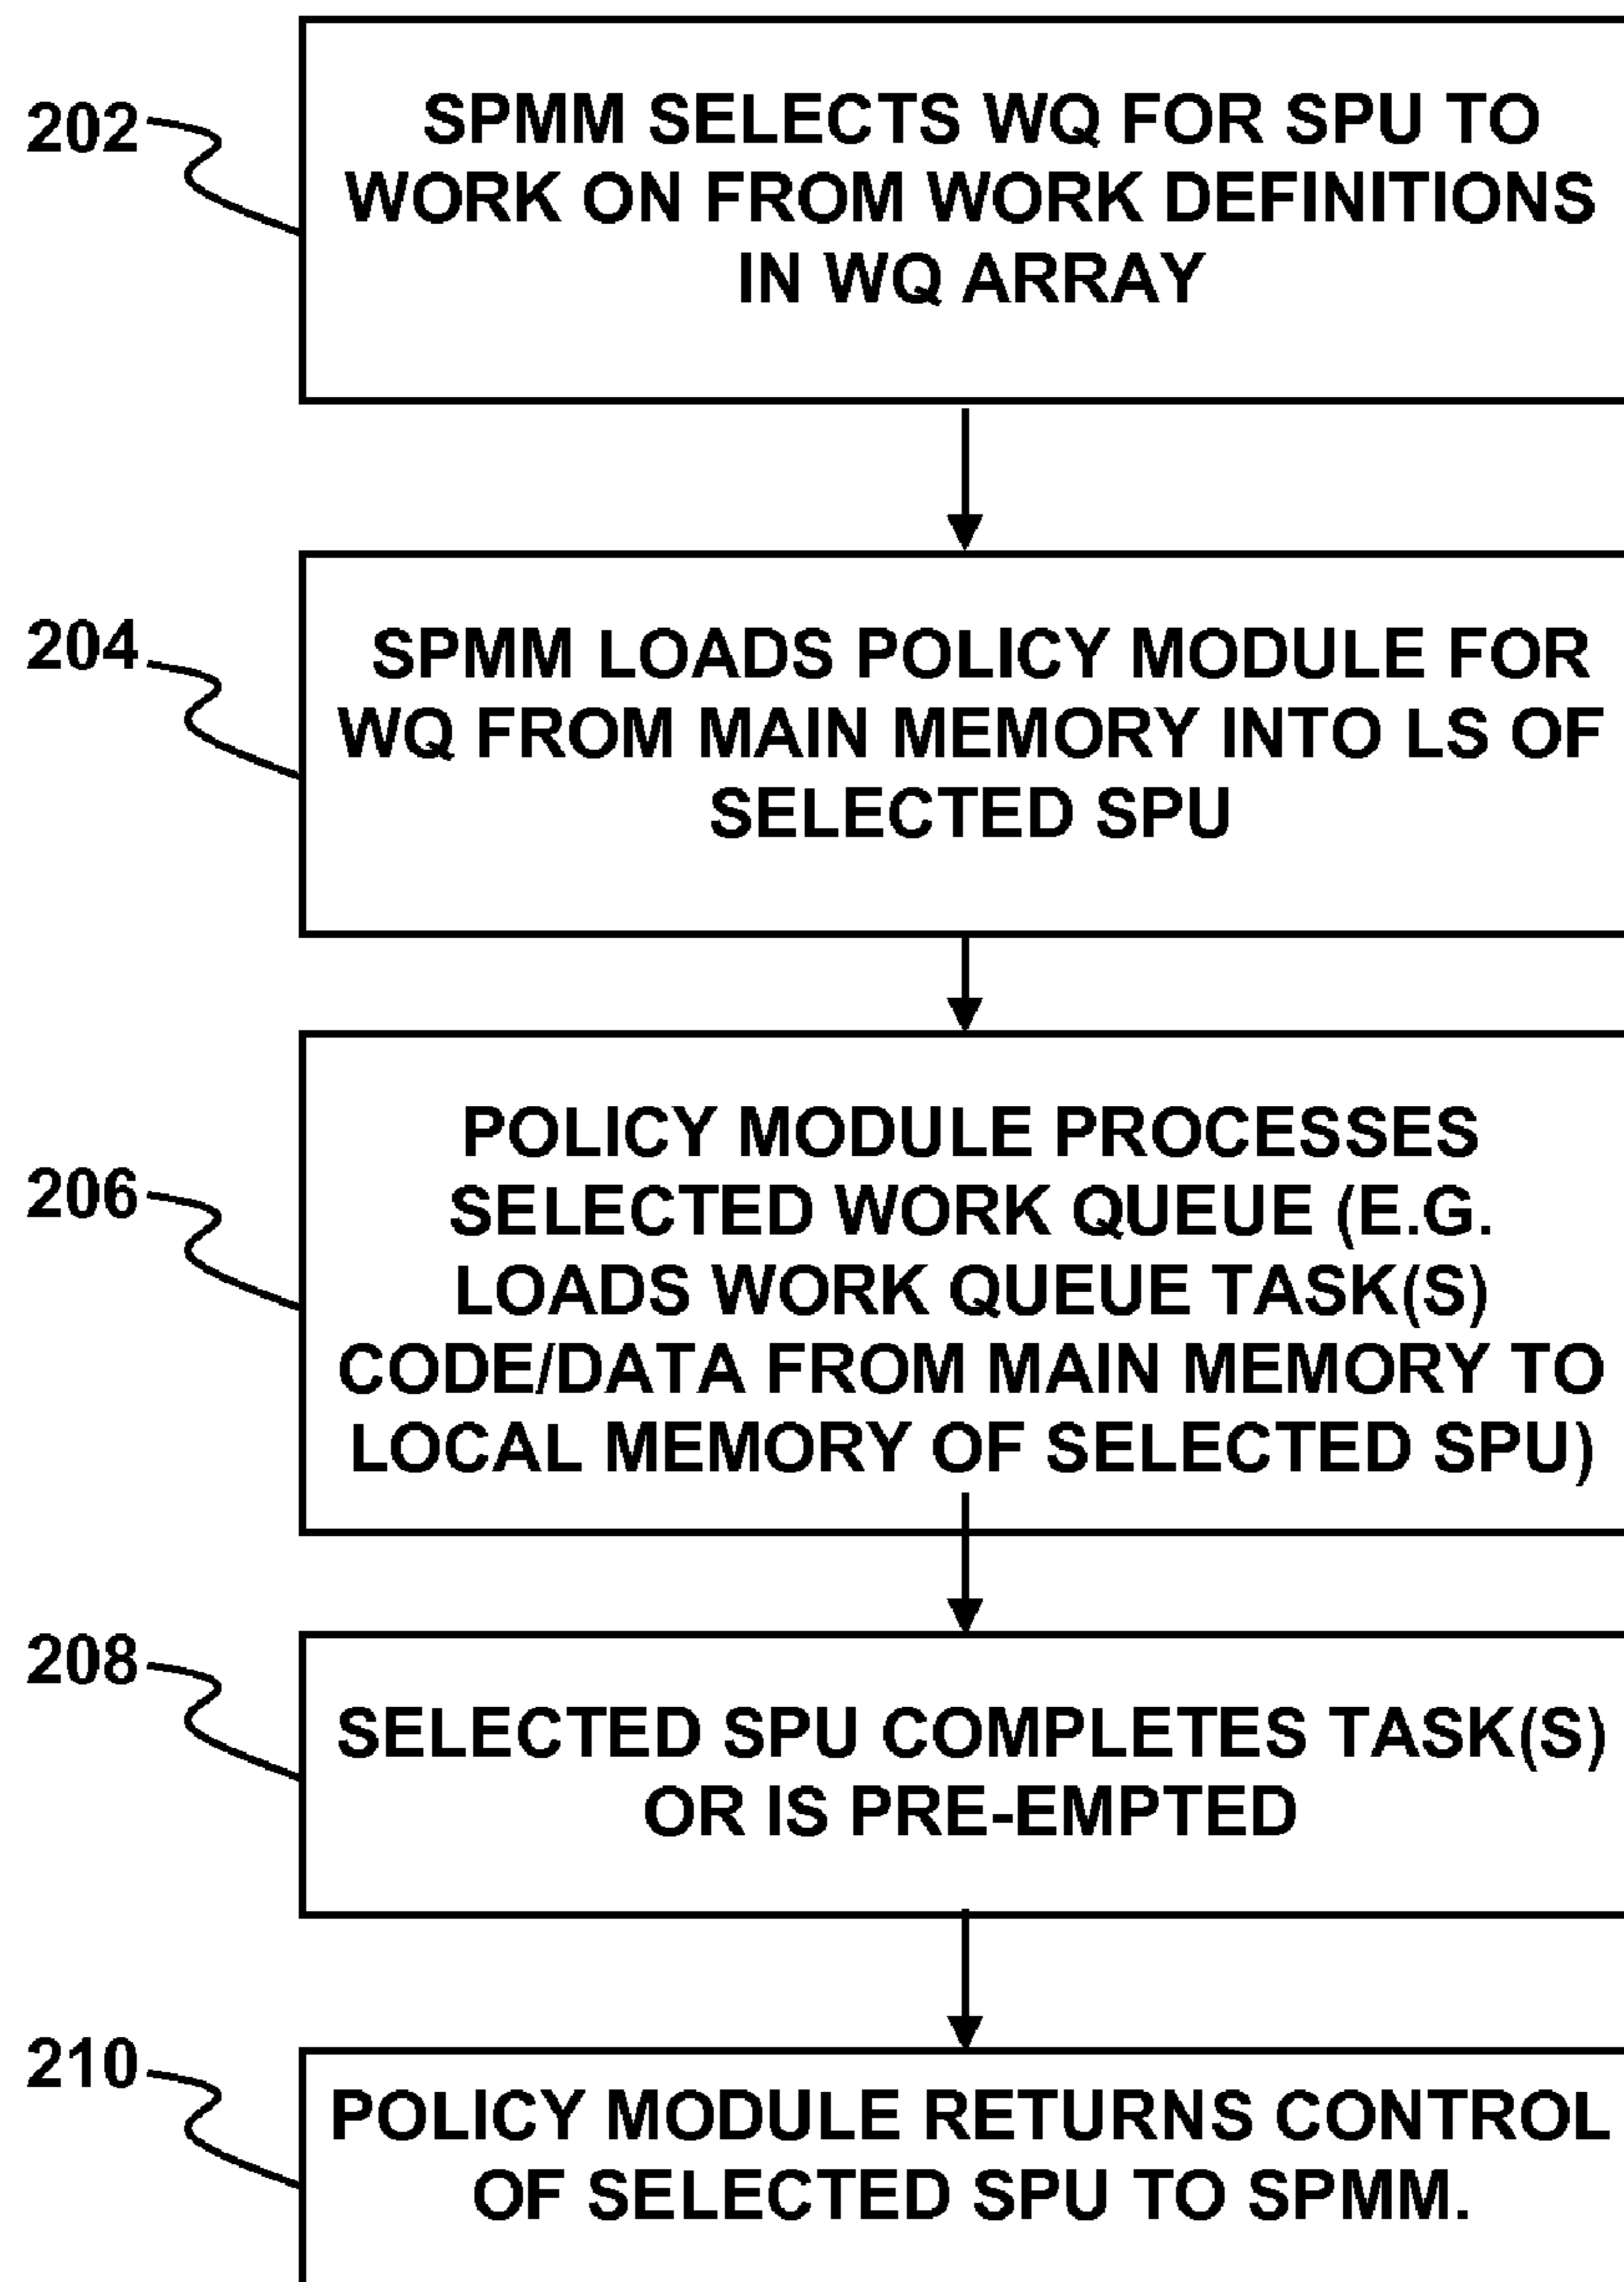 202
SPMM SELECTS WQ FOR SPU TO
WORK ON FROM WORK DEFINITIONS
IN WQ ARRAY
204
SPMM LOADS POLICY MODULE FOR
WQ FROM MAIN MEMORY INTO LS OF
SELECTED SPU
206
POLICY MODULE PROCESSES
SELECTED WORK QUEUE (E.G.
LOADS WORK QUEUE TASK(S)
CODE/DATA FROM MAIN MEMORY TO
LOCAL MEMORY OF SELECTED SPU)
208
SELECTED SPU COMPLETES TASK(S)
OR IS PRE-EMPTED
210
POLICY MODULE RETURNS CONTROL
OF SELECTED SPU TO SPMM.